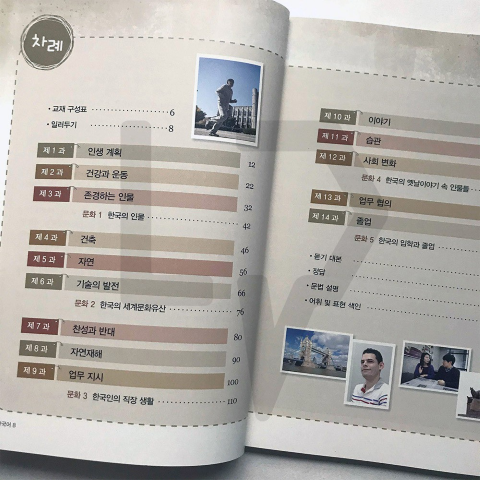 차례
• 교재 구성표 6
• 일러두기 8
제 1 과 인생 계획 12
제 2 과 건강과 운동 22
제 3 과 존경하는 인물 32
문화 1 한국의 인물 42
제 4 과 건축 46
제 5 과 자연 56
제 6 과 기술의 발전 66
문화 2 한국의 세계문화유산 76
제 7 과 찬성과 반대 80
제 8 과 자연재해 90
제 9 과 업무 지시 100
문화 3 한국인의 직장 생활 110
제 10 과 이야기
제 11 과 습관
제 12 과 사회 변화
문화 4 한국의 옛날이야기 속 인물들
제 13 과 업무 협의
제 14 과 졸업
문화 5 한국의 입학과 졸업
• 듣기 대본
• 정답
• 문법 설명
• 어휘 및 표현 색인